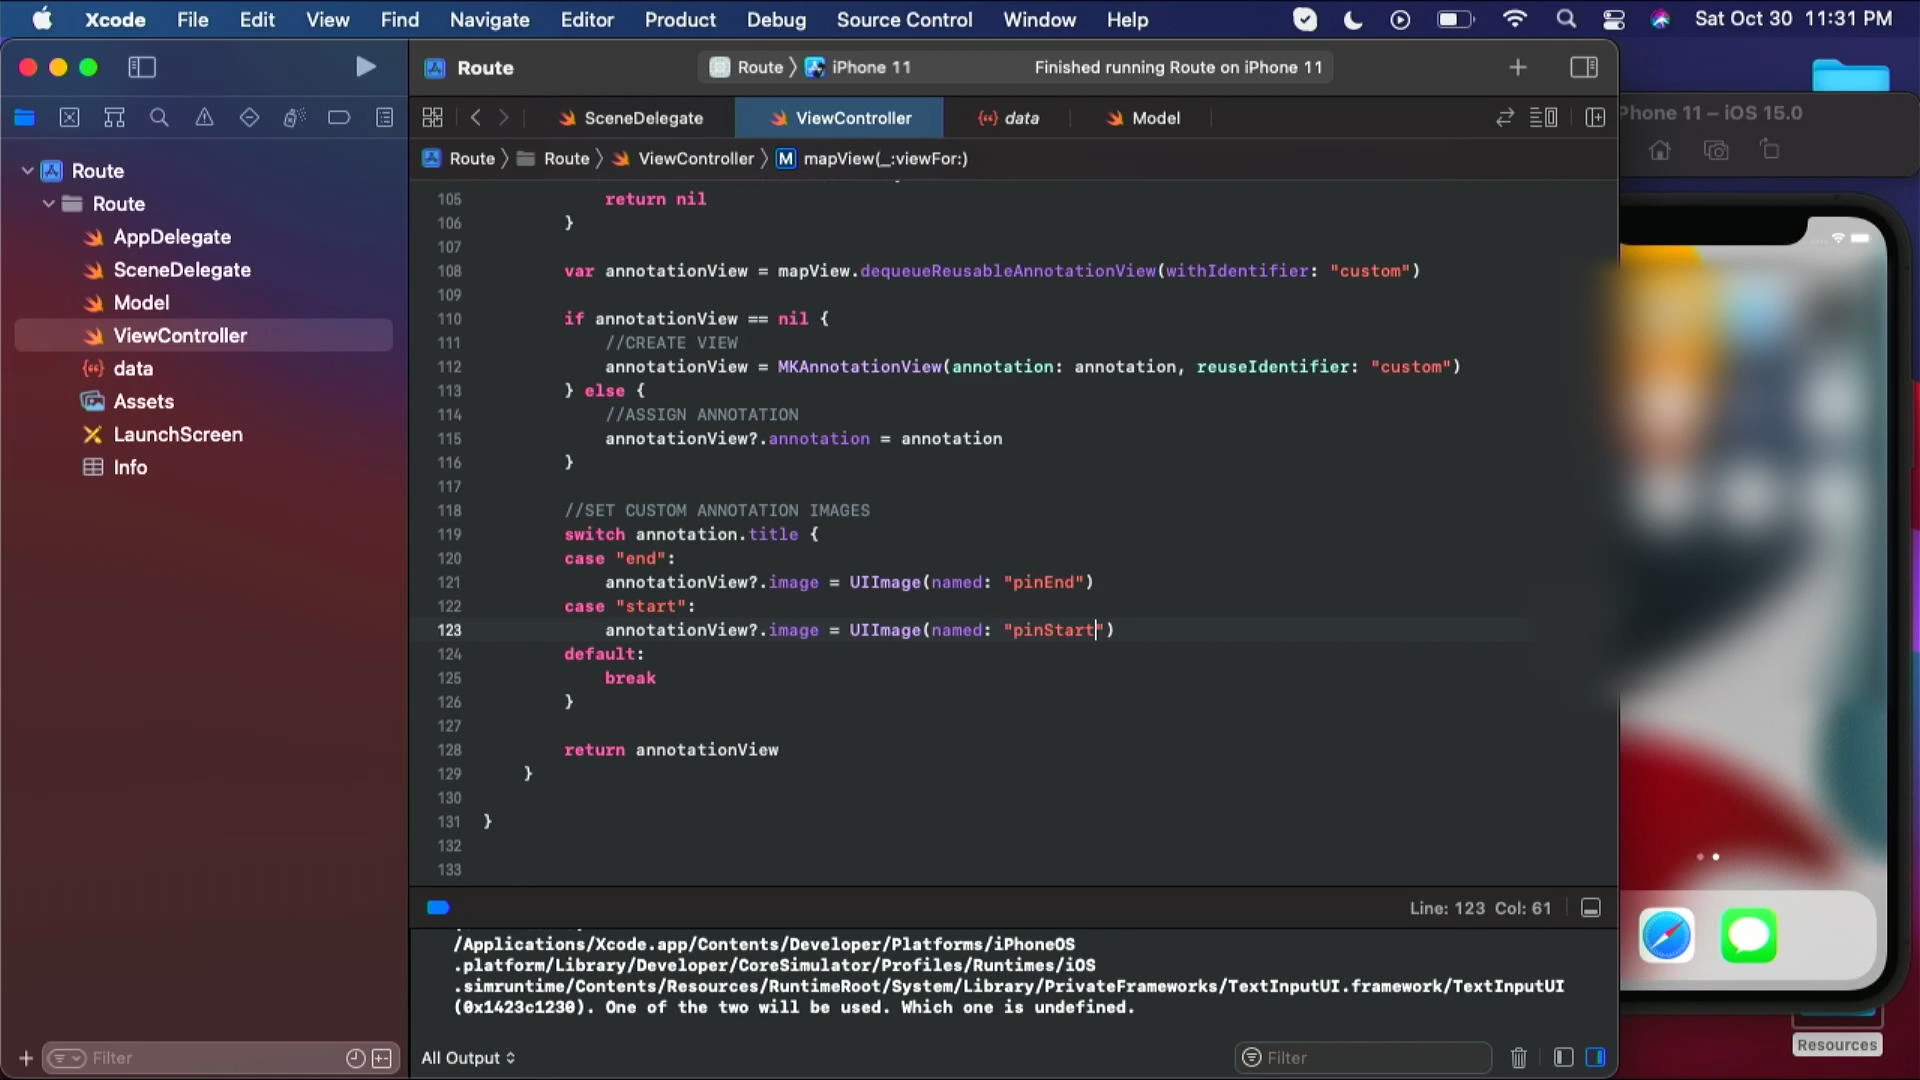 Xcode File Edit View Find Navigate Editor Product Debug Source Control Window Help Sat Oct 30 11:31 PM
Route Route iPhone 11 Finished running Route on iPhone 11
SceneDelegate ViewController data Model
Phone 11 – iOS 15.0
Route Route ViewController M mapView(_:viewFor:)
Route
Route
AppDelegate
SceneDelegate
Model
ViewController
data
Assets
LaunchScreen
Info
105 return nil
106 }
107
108 var annotationView = mapView.dequeueReusableAnnotationView(withIdentifier: "custom")
109
110 if annotationView == nil {
111 //CREATE VIEW
112 annotationView = MKAnnotationView(annotation: annotation, reuseIdentifier: "custom")
113 } else {
114 //ASSIGN ANNOTATION
115 annotationView?.annotation = annotation
116 }
117
118 //SET CUSTOM ANNOTATION IMAGES
119 switch annotation.title {
120 case "end":
121 annotationView?.image = UIImage(named: "pinEnd")
122 case "start":
123 annotationView?.image = UIImage(named: "pinStart")
124 default:
125 break
126 }
127
128 return annotationView
129 }
130
131 }
132
133
Line: 123 Col: 61
/Applications/Xcode.app/Contents/Developer/Platforms/iPhoneOS
.platform/Library/Developer/CoreSimulator/Profiles/Runtimes/iOS
.simruntime/Contents/Resources/RuntimeRoot/System/Library/PrivateFrameworks/TextInputUI.framework/TextInputUI
(0x1423c1230). One of the two will be used. Which one is undefined.
Filter All Output Filter
Resources